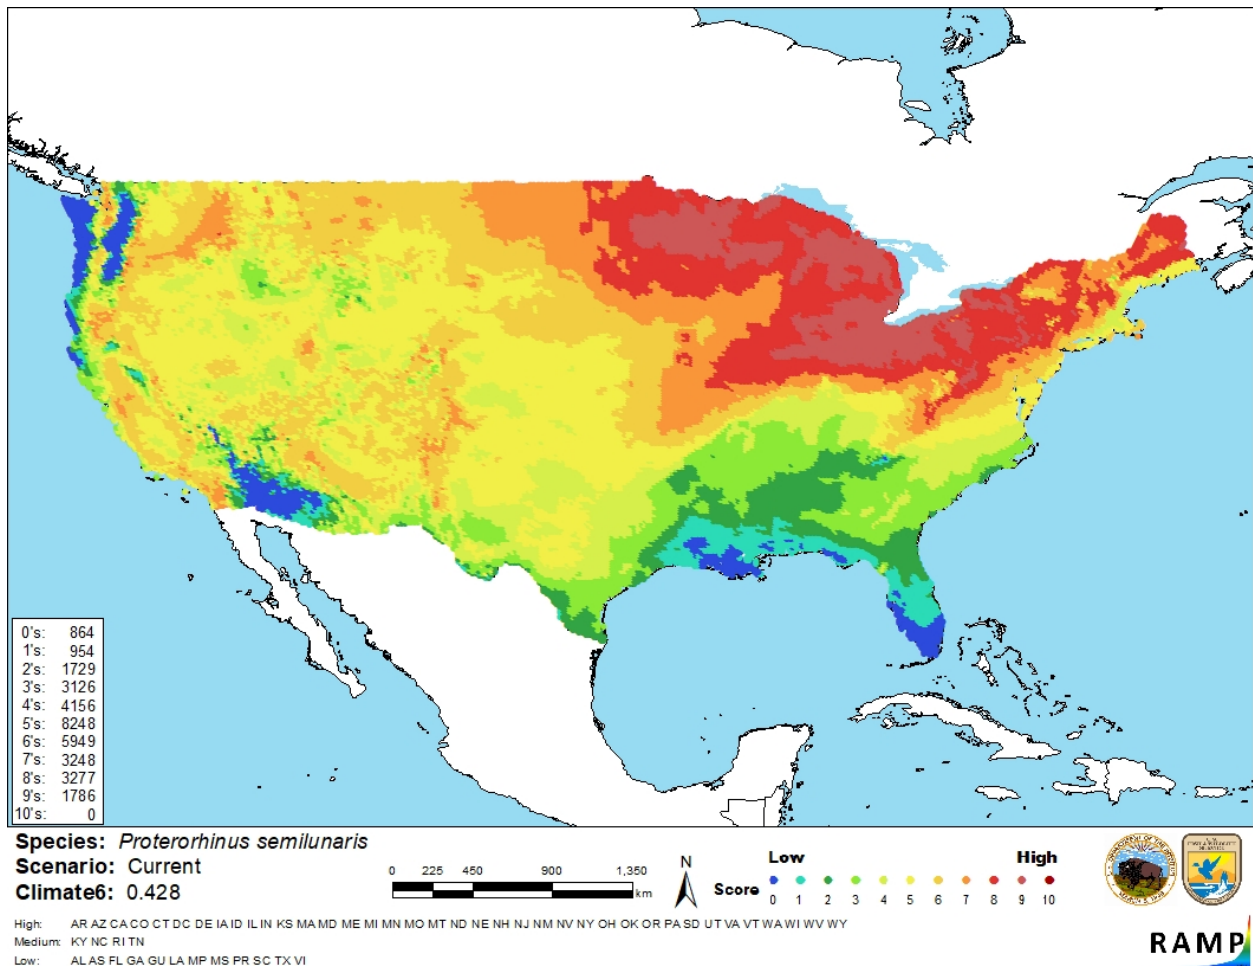 0's: 864
1's: 954
2's: 1729
3's: 3126
4's: 4156
5's: 8248
6's: 5949
7's: 3248
8's: 3277
9's: 1786
10's: 0
Species: Proterorhinus semilunaris
Scenario: Current
Climate6: 0.428
0 225 450 900 1,350
km
N
Low High
Score
0 1 2 3 4 5 6 7 8 9 10
High: AR AZ CA CO CT DC DE IA ID IL IN KS MA MD ME MI MN MO MT ND NE NH NJ NM NV NY OH OK OR PA SD UT VA VT WA WI WV WY
Medium: KY NC RI TN
Low: AL AS FL GA GU LA MP MS PR SC TX VI
RAMP